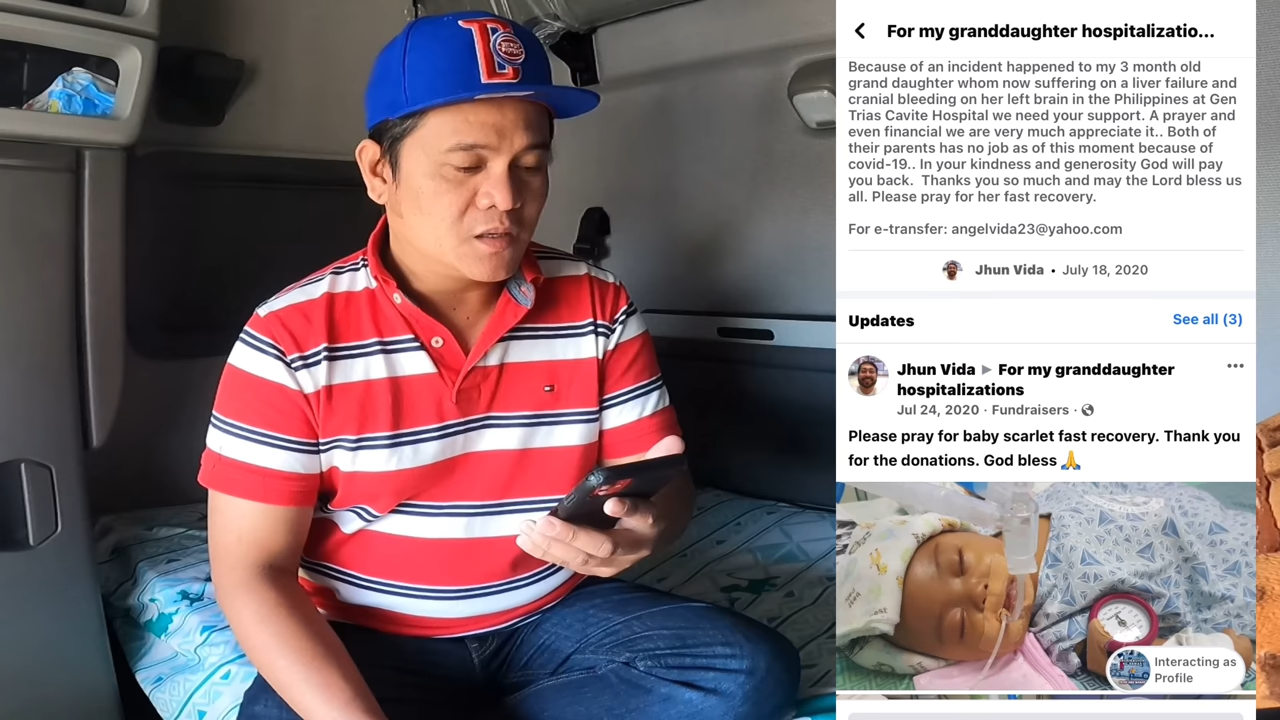 For my granddaughter hospitalizatio...
Because of an incident happened to my 3 month old
grand daughter whom now suffering on a liver failure and
cranial bleeding on her left brain in the Philippines at Gen
Trias Cavite Hospital we need your support. A prayer and
even financial we are very much appreciate it.. Both of
their parents has no job as of this moment because of
covid-19.. In your kindness and generosity God will pay
you back.  Thanks you so much and may the Lord bless us
all. Please pray for her fast recovery.
For e-transfer: angelvida23@yahoo.com
Jhun Vida • July 18, 2020
Updates
See all (3)
Jhun Vida ▶ For my granddaughter
hospitalizations
Jul 24, 2020 · Fundraisers ·
Please pray for baby scarlet fast recovery. Thank you
for the donations. God bless 🙏
Interacting as
Profile